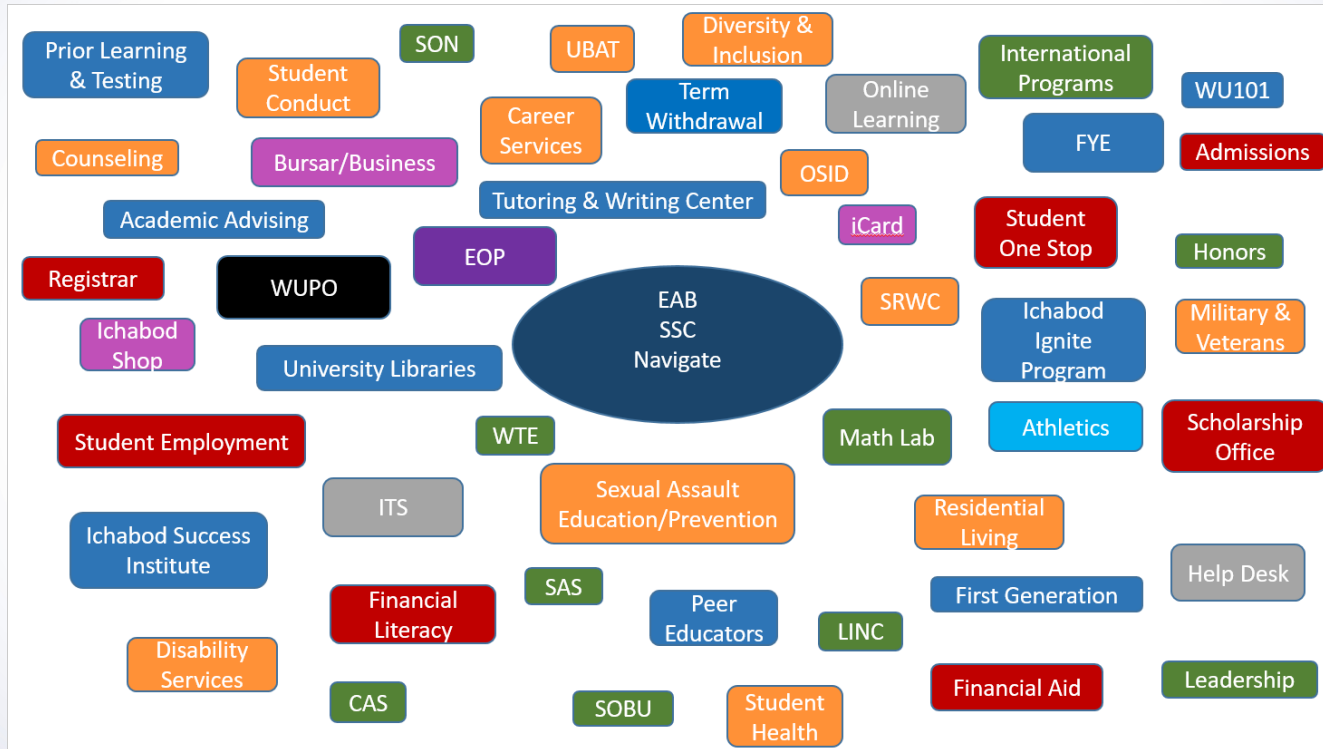 Prior Learning
& Testing
SON
UBAT
Diversity &
Inclusion
International
Programs
Student
Conduct
Career
Services
Term
Withdrawal
Online
Learning
WU101
FYE
Counseling
Bursar/Business
OSID
Admissions
Academic Advising
Tutoring & Writing Center
iCard
Student
One Stop
Registrar
WUPO
EOP
Honors
EAB
SSC
Navigate
SRWC
Ichabod
Ignite
Program
Military &
Veterans
Ichabod
Shop
University Libraries
Student Employment
WTE
Math Lab
Athletics
Scholarship
Office
ITS
Sexual Assault
Education/Prevention
Residential
Living
Ichabod Success
Institute
Help Desk
Financial
Literacy
SAS
Peer
Educators
First Generation
LINC
Disability
Services
CAS
SOBU
Student
Health
Financial Aid
Leadership